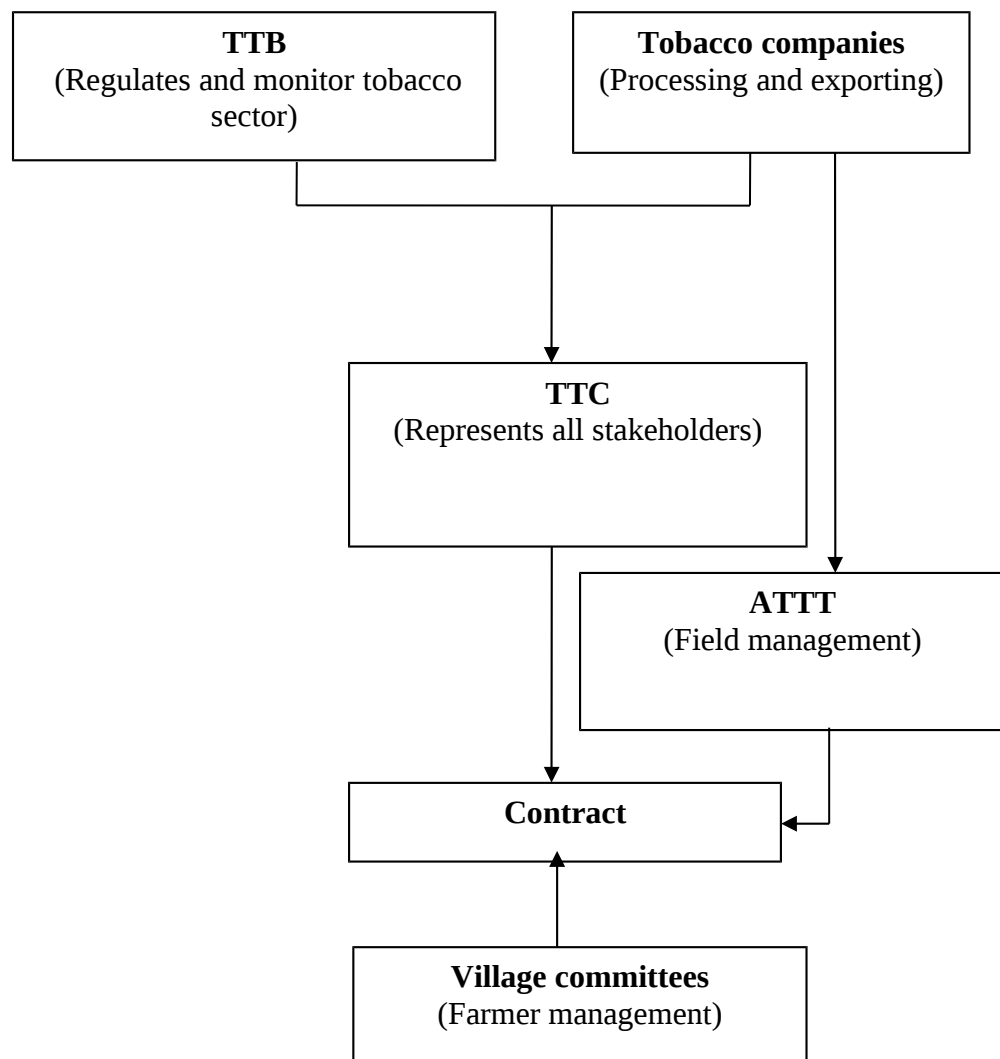 TTB
(Regulates and monitor tobacco
sector)
Tobacco companies
(Processing and exporting)
TTC
(Represents all stakeholders)
ATTT
(Field management)
Contract
Village committees
(Farmer management)